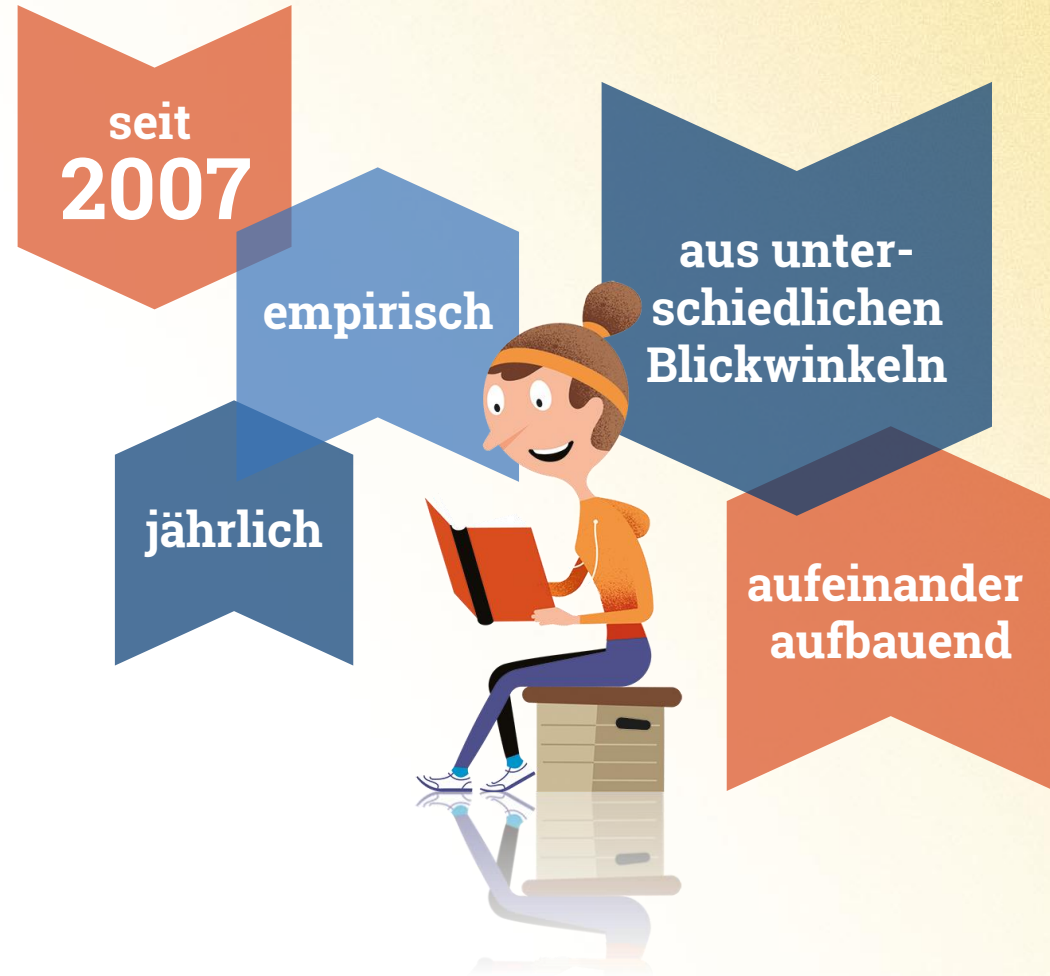 seit
2007
empirisch
jährlich
aus unter-
schiedlichen
Blickwinkeln
aufeinander
aufbauend